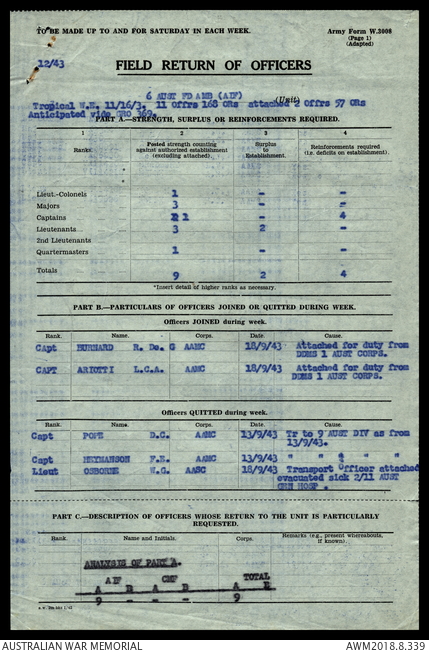 TO BE MADE UP TO AND FOR SATURDAY IN EACH WEEK.
Army Form W.3008
(Page 1)
(Adapted)
12/43
FIELD RETURN OF OFFICERS
6 AUST FD AMB (AIF)
(Unit)
Tropical W.E. 11/16/3. 11 offrs 168 ORs attached 2 offrs 57 ORs
Anticipated vide GRO 369.
PART A.—STRENGTH, SURPLUS OR REINFORCEMENTS REQUIRED.
1 2 3 4
Ranks. Posted strength counting against authorized establishment (excluding attached). Surplus to Establishment. Reinforcements required (i.e. deficits on establishment).
Lieut.-Colonels 1 – –
Majors 3 – –
Captains 1 – 4
Lieutenants 3 2 –
2nd Lieutenants
Quartermasters 1 – –
Totals 9 2 4
*Insert detail of higher ranks as necessary.
PART B.—PARTICULARS OF OFFICERS JOINED OR QUITTED DURING WEEK.
Officers JOINED during week.
Rank. Name. Corps. Date. Cause.
Capt BURNARD R. De. G AAMC 18/9/43 Attached for duty from
DDMS 1 AUST CORPS.
CAPT ARIOTTI L.C.A. AAMC 18/9/43 Attached for duty from
DDMS 1 AUST CORPS.
Officers QUITTED during week.
Rank. Name. Corps. Date. Cause.
Capt POPE D.C. AAMC 13/9/43 Tr to 9 AUST DIV as from
13/9/43.
Capt HEYMANSON F.R. AAMC 13/9/43 " " " "
Lieut OSBORNE W.G. AASC 18/9/43 Transport Officer attached
evacuated sick 2/11 AUST
GEN HOSP.
PART C.—DESCRIPTION OF OFFICERS WHOSE RETURN TO THE UNIT IS PARTICULARLY
REQUESTED.
Rank. Name and Initials. Corps. Remarks (e.g., present whereabouts, if known).
ANALYSIS OF PART A.
AIF CMF TOTAL
A B A B A B
9 – – – 9
AUSTRALIAN WAR MEMORIAL
AWM2018.8.339